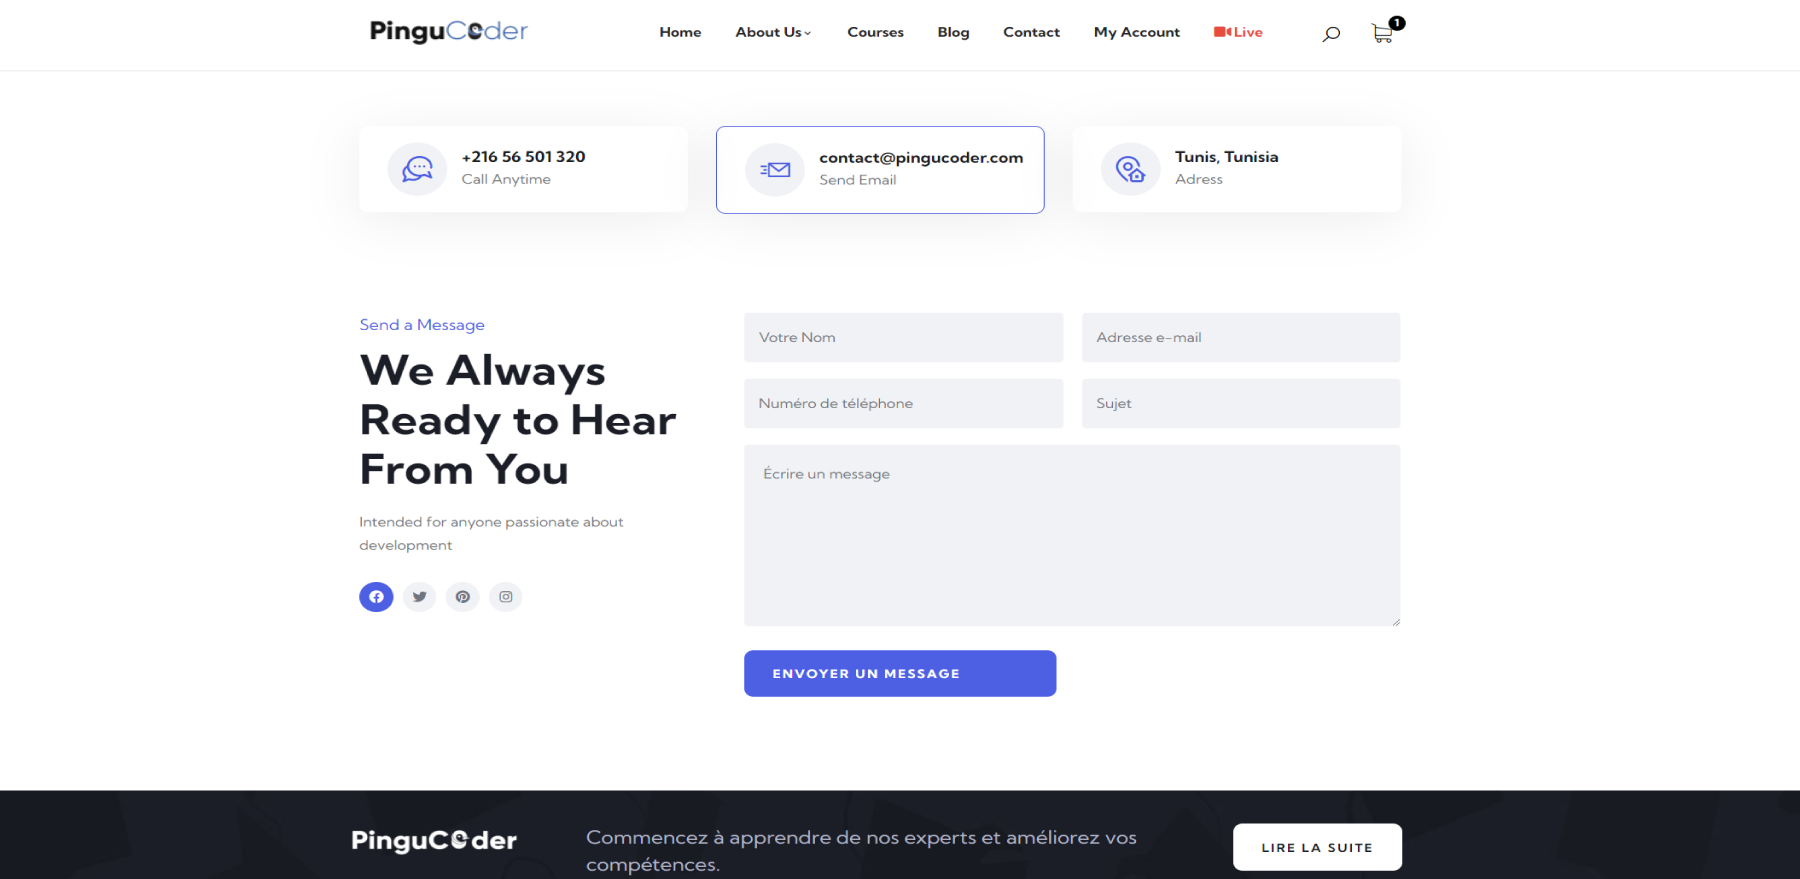 PinguCoder
Home
About Us
Courses
Blog
Contact
My Account
Live
1
+216 56 501 320
Call Anytime
contact@pingucoder.com
Send Email
Tunis, Tunisia
Adress
Send a Message
We Always
Ready to Hear
From You
Intended for anyone passionate about
development
Votre Nom
Adresse e-mail
Numéro de téléphone
Sujet
Écrire un message
ENVOYER UN MESSAGE
PinguCoder
Commencez à apprendre de nos experts et améliorez vos
compétences.
LIRE LA SUITE